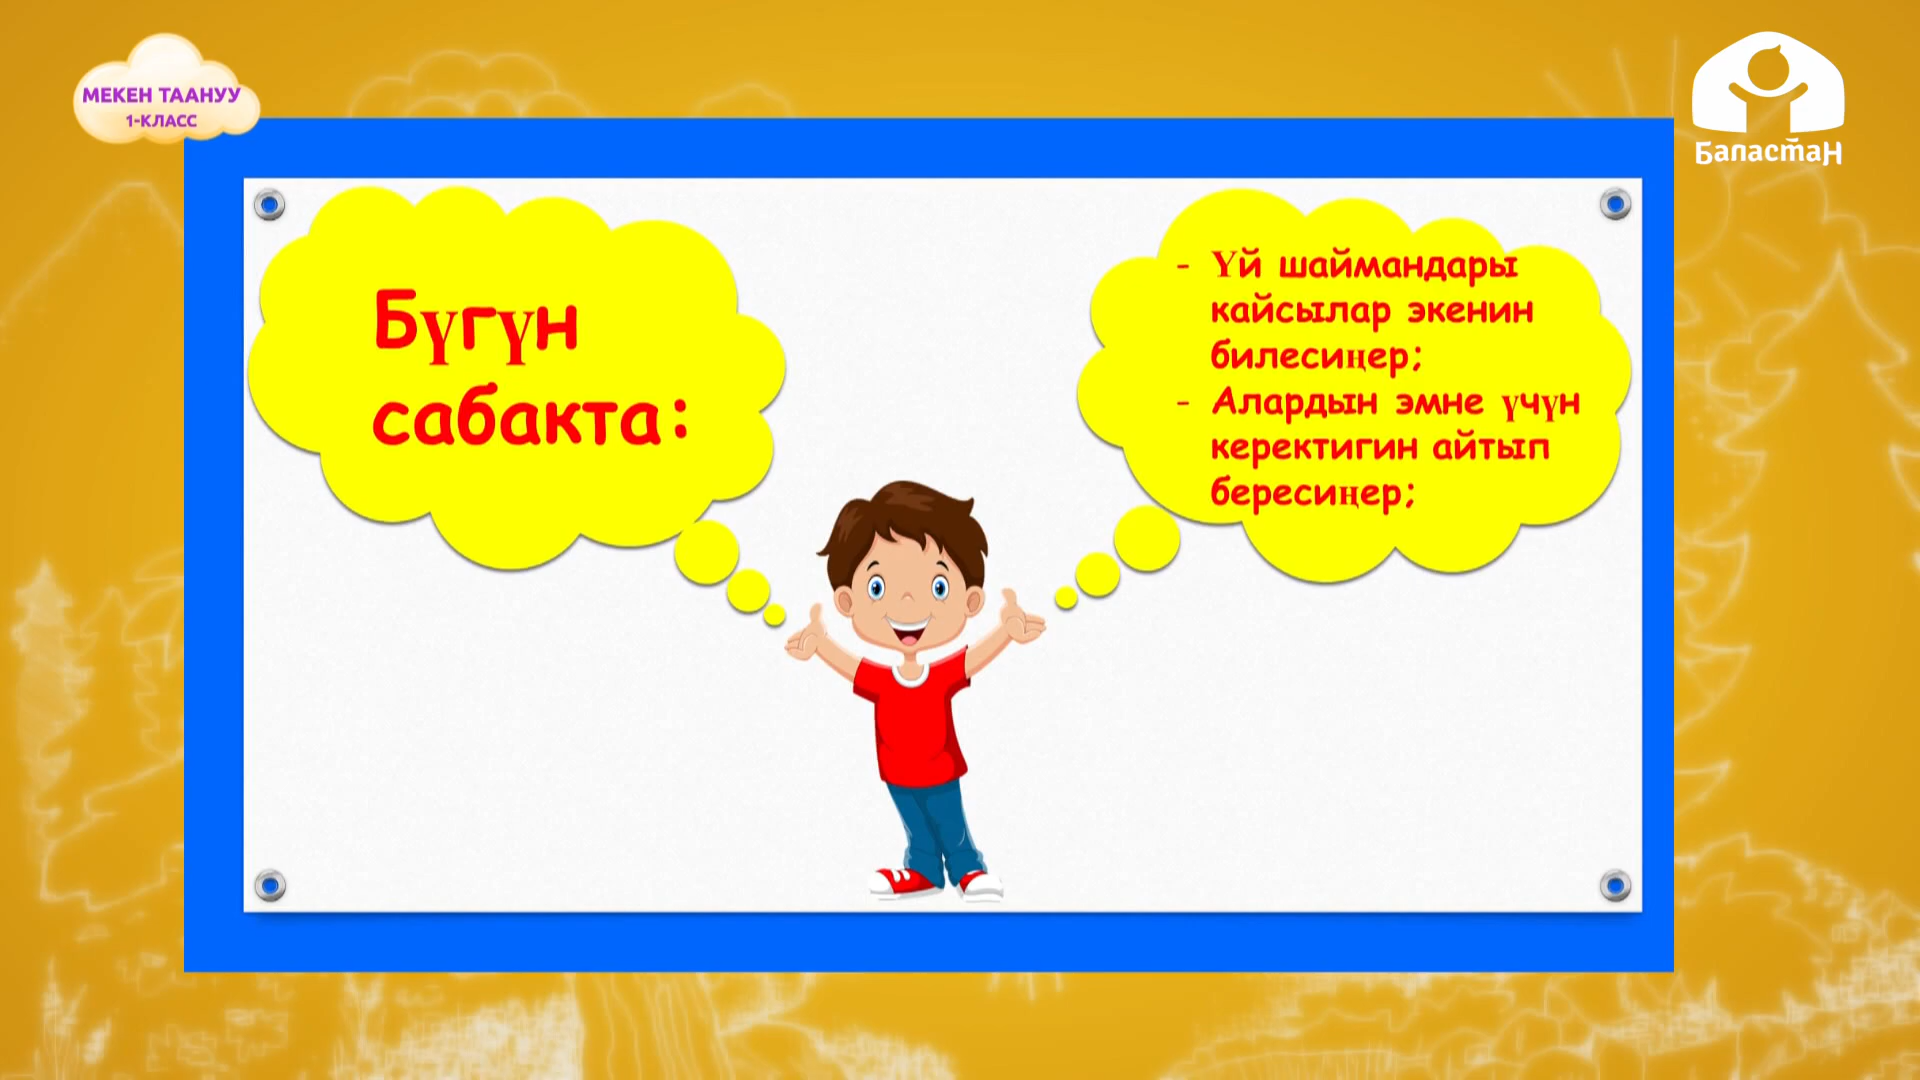 МЕКЕН ТААНУУ
1-КЛАСС
Баластан
Бүгүн
сабакта:
- Үй шаймандары
кайсылар экенин
билесиңер;
- Алардын эмне үчүн
керектигин айтып
бересиңер;